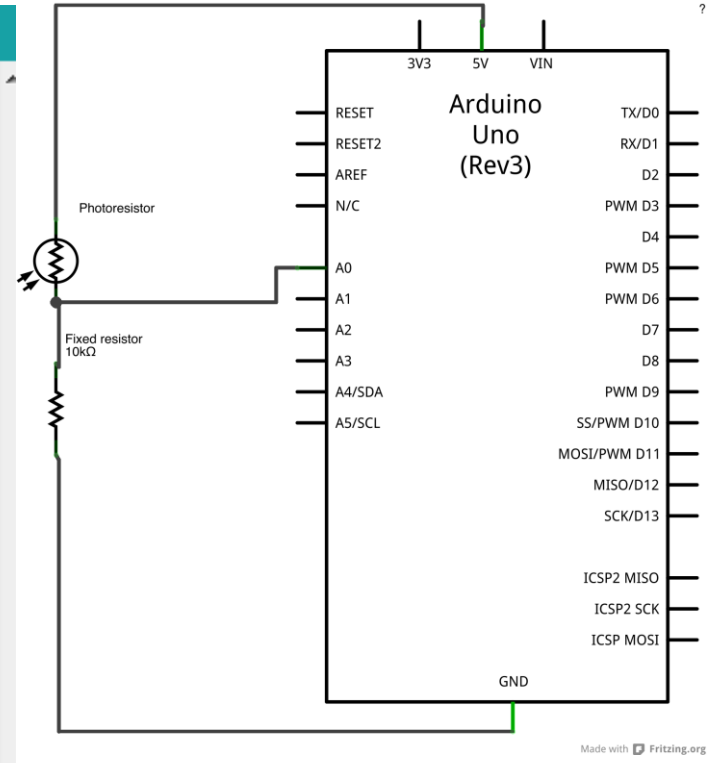 ?
3V3 5V VIN
Arduino
Uno
(Rev3)
RESET
RESET2
AREF
N/C
A0
A1
A2
A3
A4/SDA
A5/SCL
TX/D0
RX/D1
D2
PWM D3
D4
PWM D5
PWM D6
D7
D8
PWM D9
SS/PWM D10
MOSI/PWM D11
MISO/D12
SCK/D13
ICSP2 MISO
ICSP2 SCK
ICSP MOSI
GND
Photoresistor
Fixed resistor
10kΩ
Made with Fritzing.org